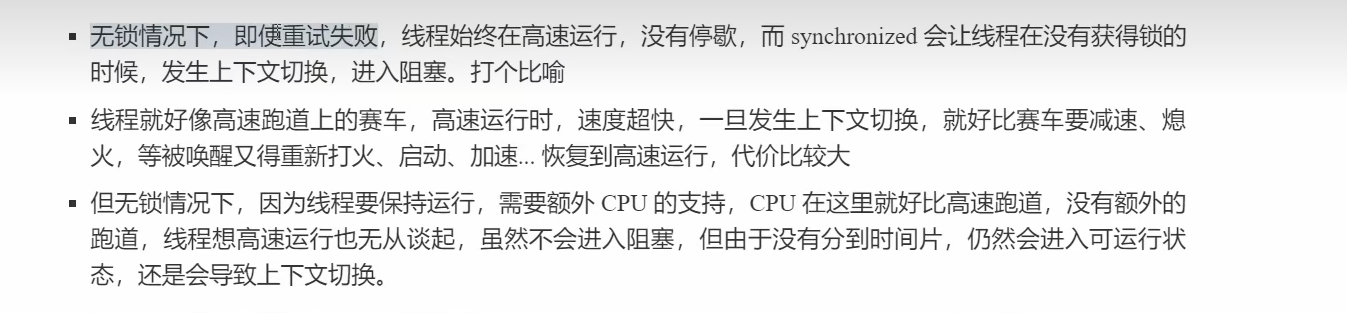 无锁情况下，即使重试失败，线程始终在高速运行，没有停歇，而 synchronized 会让线程在没有获得锁的
时候，发生上下文切换，进入阻塞。打个比喻
线程就好像高速跑道上的赛车，高速运行时，速度超快，一旦发生上下文切换，就好比赛车要减速、熄
火，等被唤醒又得重新打火、启动、加速... 恢复到高速运行，代价比较大
但无锁情况下，因为线程要保持运行，需要额外 CPU 的支持，CPU 在这里就好比高速跑道，没有额外的
跑道，线程想高速运行也无从谈起，虽然不会进入阻塞，但由于没有分到时间片，仍然会进入可运行状
态，还是会导致上下文切换。